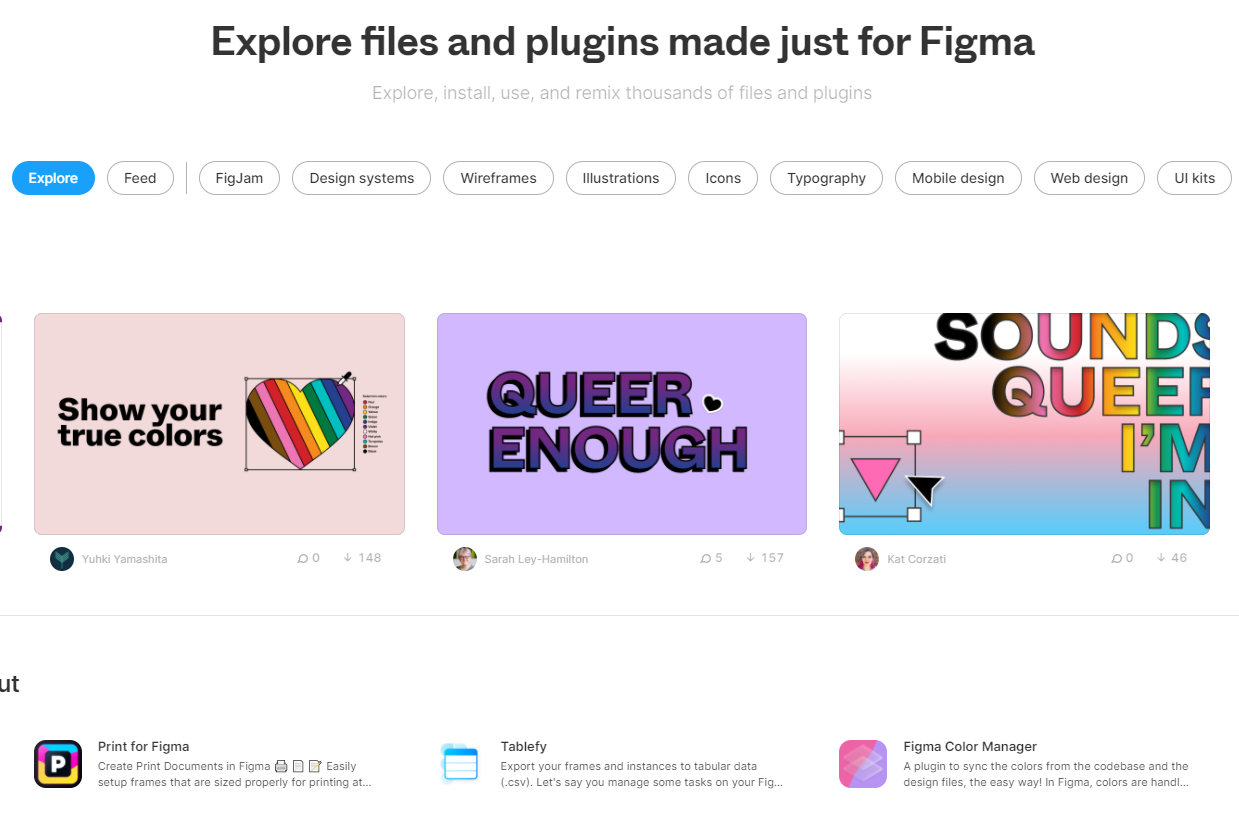 Explore files and plugins made just for Figma
Explore, install, use, and remix thousands of files and plugins
Explore
Feed
FigJam
Design systems
Wireframes
Illustrations
Icons
Typography
Mobile design
Web design
UI kits
Show your
true colors
QUEER
ENOUGH
SOUNDS
QUEER
I'M
IN
Yuhki Yamashita
0
148
Sarah Ley-Hamilton
5
157
Kat Corzati
0
46
ut
P
Print for Figma
Create Print Documents in Figma 🖨 📄 📝 Easily
setup frames that are sized properly for printing at...
Tablefy
Export your frames and instances to tabular data
(.csv). Let's say you manage some tasks on your Fig...
Figma Color Manager
A plugin to sync the colors from the codebase and the
design files, the easy way! In Figma, colors are handl...